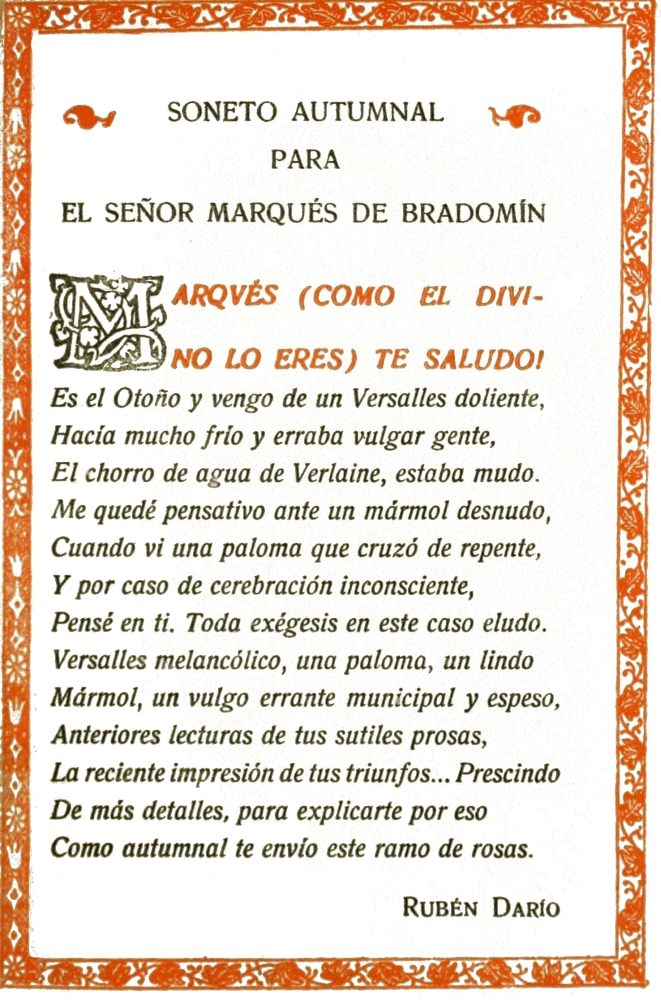 SONETO AUTUMNAL
PARA
EL SEÑOR MARQUÉS DE BRADOMÍN
MARQVÉS (COMO EL DIVI-
NO LO ERES) TE SALUDO!
Es el Otoño y vengo de un Versalles doliente,
Hacía mucho frío y erraba vulgar gente,
El chorro de agua de Verlaine, estaba mudo.
Me quedé pensativo ante un mármol desnudo,
Cuando vi una paloma que cruzó de repente,
Y por caso de cerebración inconsciente,
Pensé en ti. Toda exégesis en este caso eludo.
Versalles melancólico, una paloma, un lindo
Mármol, un vulgo errante municipal y espeso,
Anteriores lecturas de tus sutiles prosas,
La reciente impresión de tus triunfos... Prescindo
De más detalles, para explicarte por eso
Como autumnal te envío este ramo de rosas.
RUBÉN DARÍO